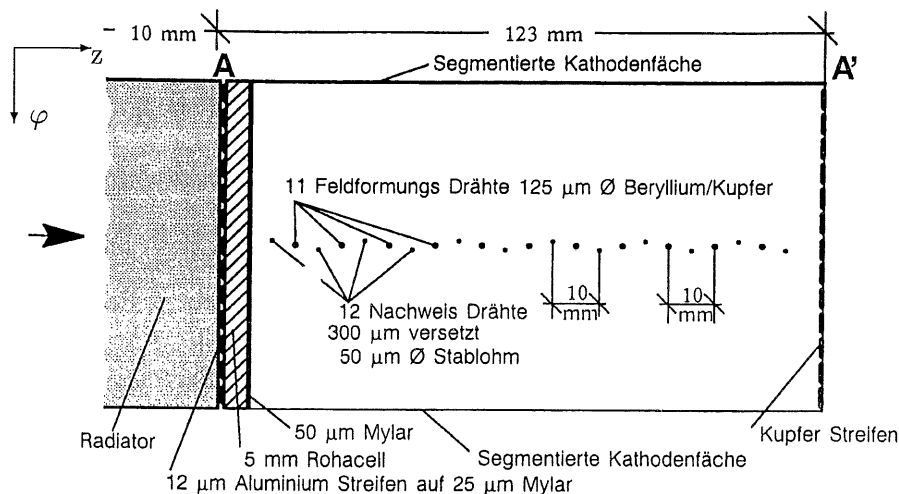 10 mm
123 mm
z
A
Segmentierte Kathodenfäche
A'
φ
11 Feldformungs Drähte 125 μm Ø Beryllium/Kupfer
12 Nachweis Drähte
300 μm versetzt
50 μm Ø Stablohm
10
mm
10
mm
Radiator
50 μm Mylar
5 mm Rohacell
12 μm Aluminium Streifen auf 25 μm Mylar
Segmentierte Kathodenfäche
Kupfer Streifen